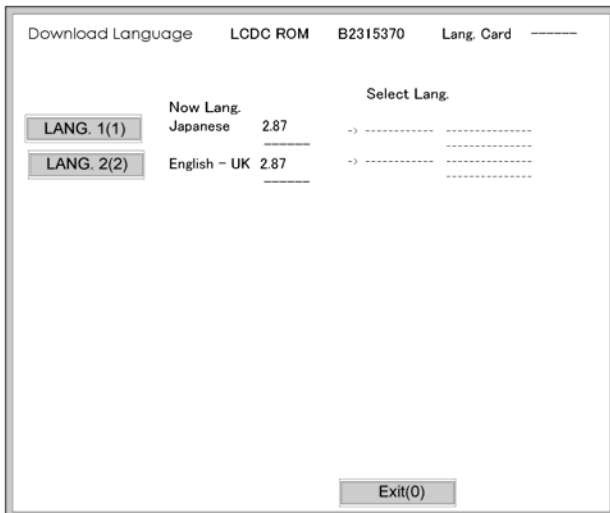 Download Language LCDC ROM B2315370 Lang. Card ------
Select Lang.
Now Lang.
LANG. 1(1) Japanese 2.87 -> ------------ ---------------
------ ---------------
LANG. 2(2) English - UK 2.87 -> ------------ ---------------
------ ---------------
Exit(0)